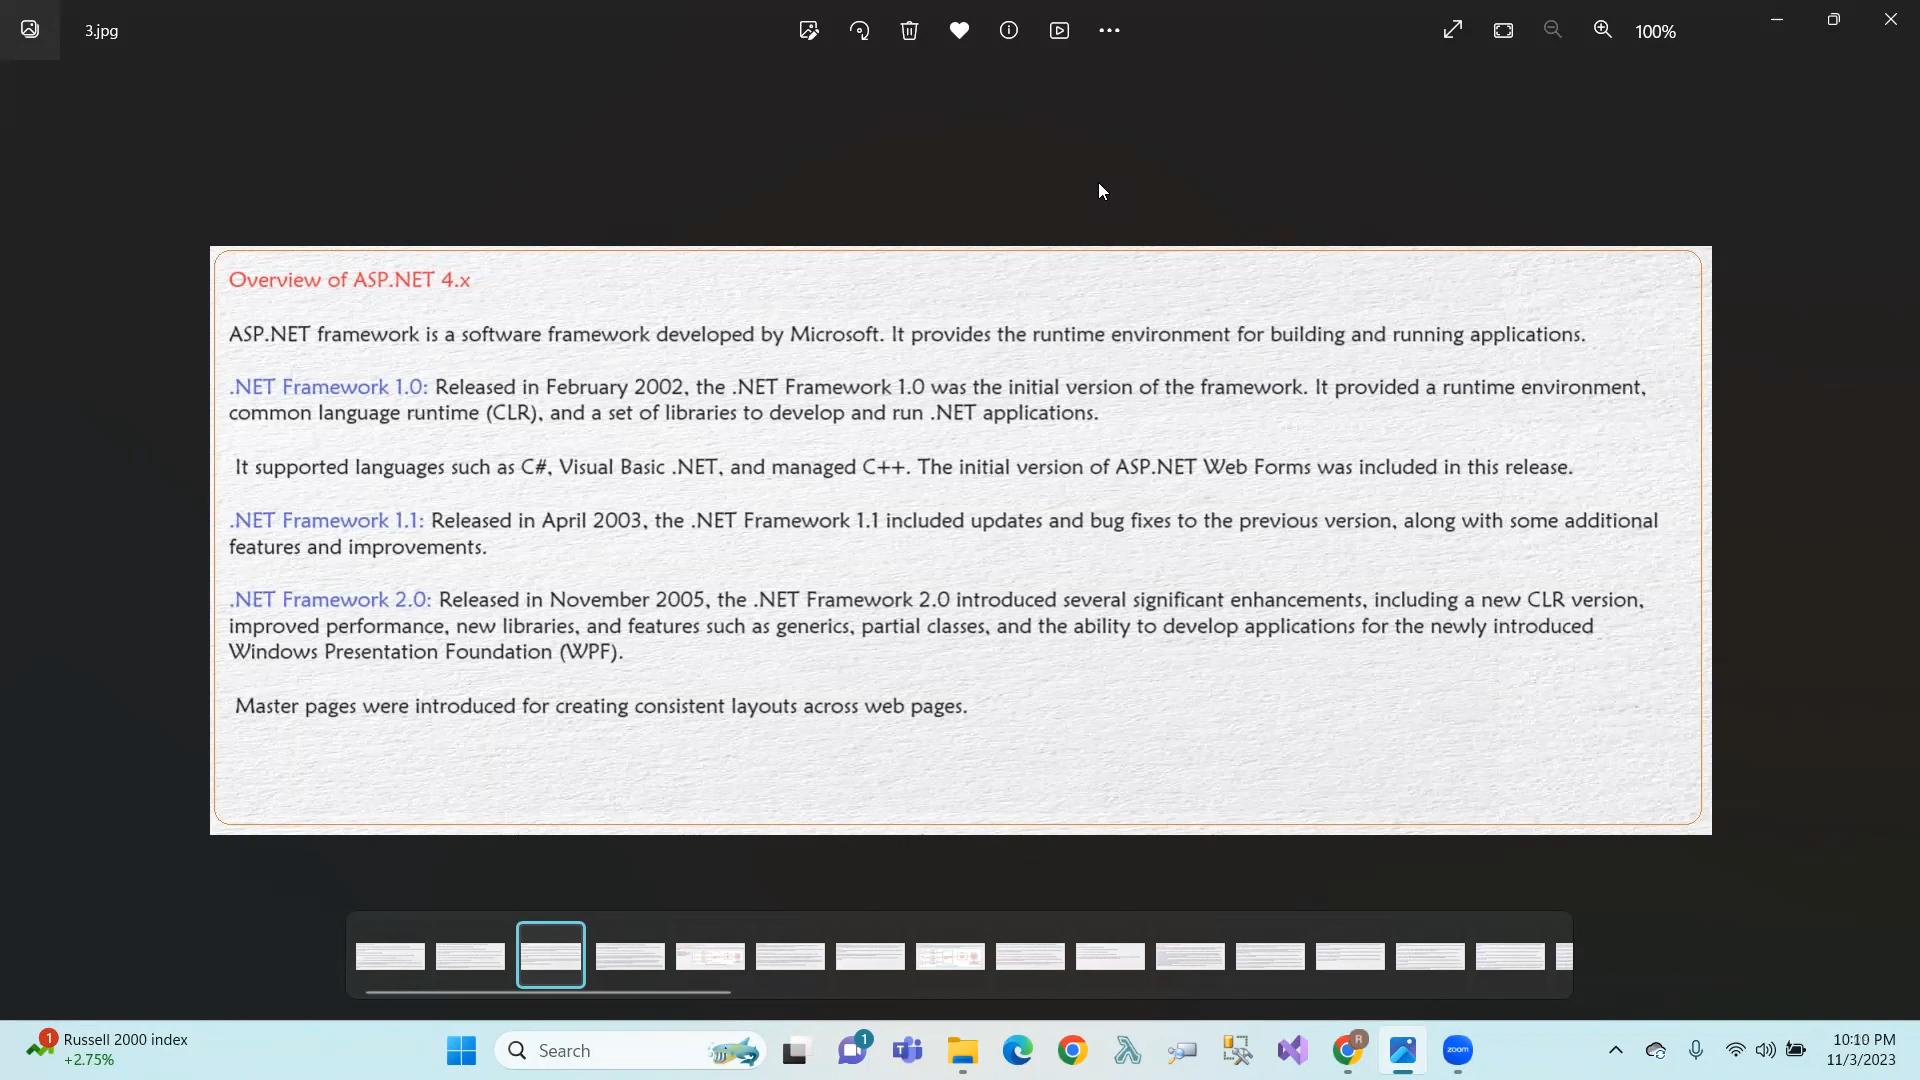 3.jpg
100%
Overview of ASP.NET 4.x
ASP.NET framework is a software framework developed by Microsoft. It provides the runtime environment for building and running applications.
.NET Framework 1.0: Released in February 2002, the .NET Framework 1.0 was the initial version of the framework. It provided a runtime environment,
common language runtime (CLR), and a set of libraries to develop and run .NET applications.
It supported languages such as C#, Visual Basic .NET, and managed C++. The initial version of ASP.NET Web Forms was included in this release.
.NET Framework 1.1: Released in April 2003, the .NET Framework 1.1 included updates and bug fixes to the previous version, along with some additional
features and improvements.
.NET Framework 2.0: Released in November 2005, the .NET Framework 2.0 introduced several significant enhancements, including a new CLR version,
improved performance, new libraries, and features such as generics, partial classes, and the ability to develop applications for the newly introduced
Windows Presentation Foundation (WPF).
Master pages were introduced for creating consistent layouts across web pages.
1
Russell 2000 index
+2.75%
Search
1
R
zoom
10:10 PM
11/3/2023